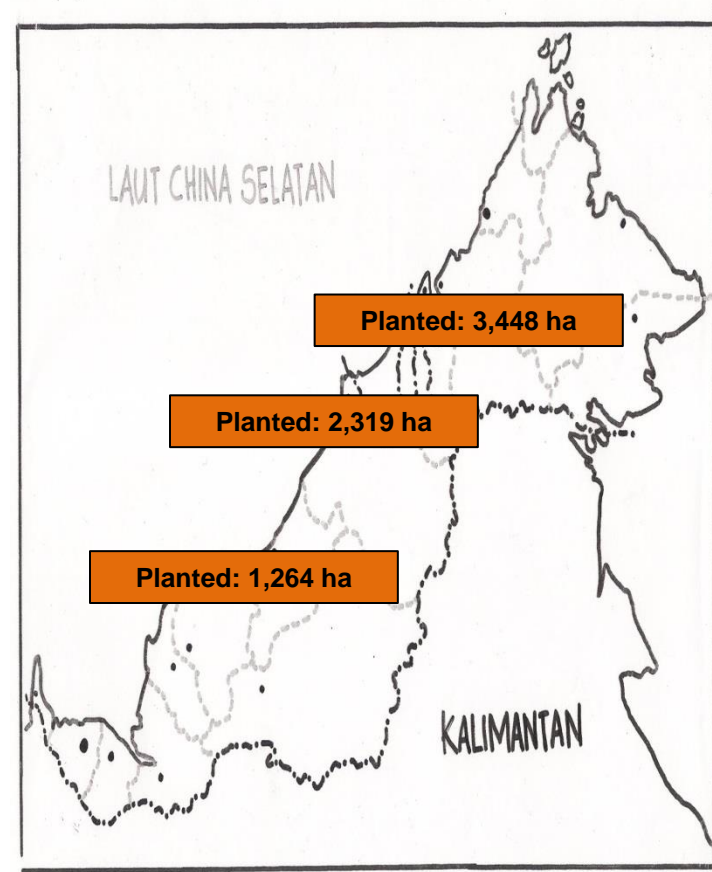 LAUT CHINA SELATAN
Planted: 3,448 ha
Planted: 2,319 ha
Planted: 1,264 ha
KALIMANTAN